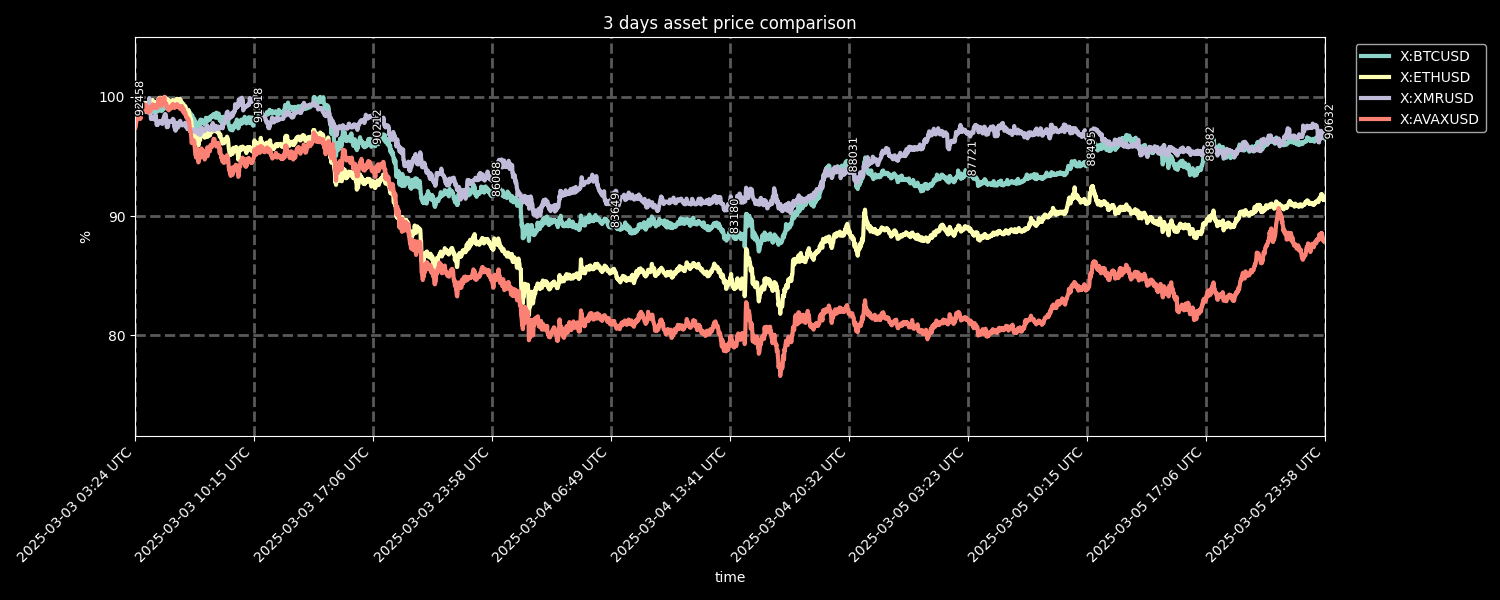 3 days asset price comparison
X:BTCUSD
X:ETHUSD
X:XMRUSD
X:AVAXUSD
100
90
80
%
92458
91918
90212
86088
83649
83180
88031
87721
88495
88882
90632
2025-03-03 03:24 UTC
2025-03-03 10:15 UTC
2025-03-03 17:06 UTC
2025-03-03 23:58 UTC
2025-03-04 06:49 UTC
2025-03-04 13:41 UTC
2025-03-04 20:32 UTC
2025-03-05 03:23 UTC
2025-03-05 10:15 UTC
2025-03-05 17:06 UTC
2025-03-05 23:58 UTC
time